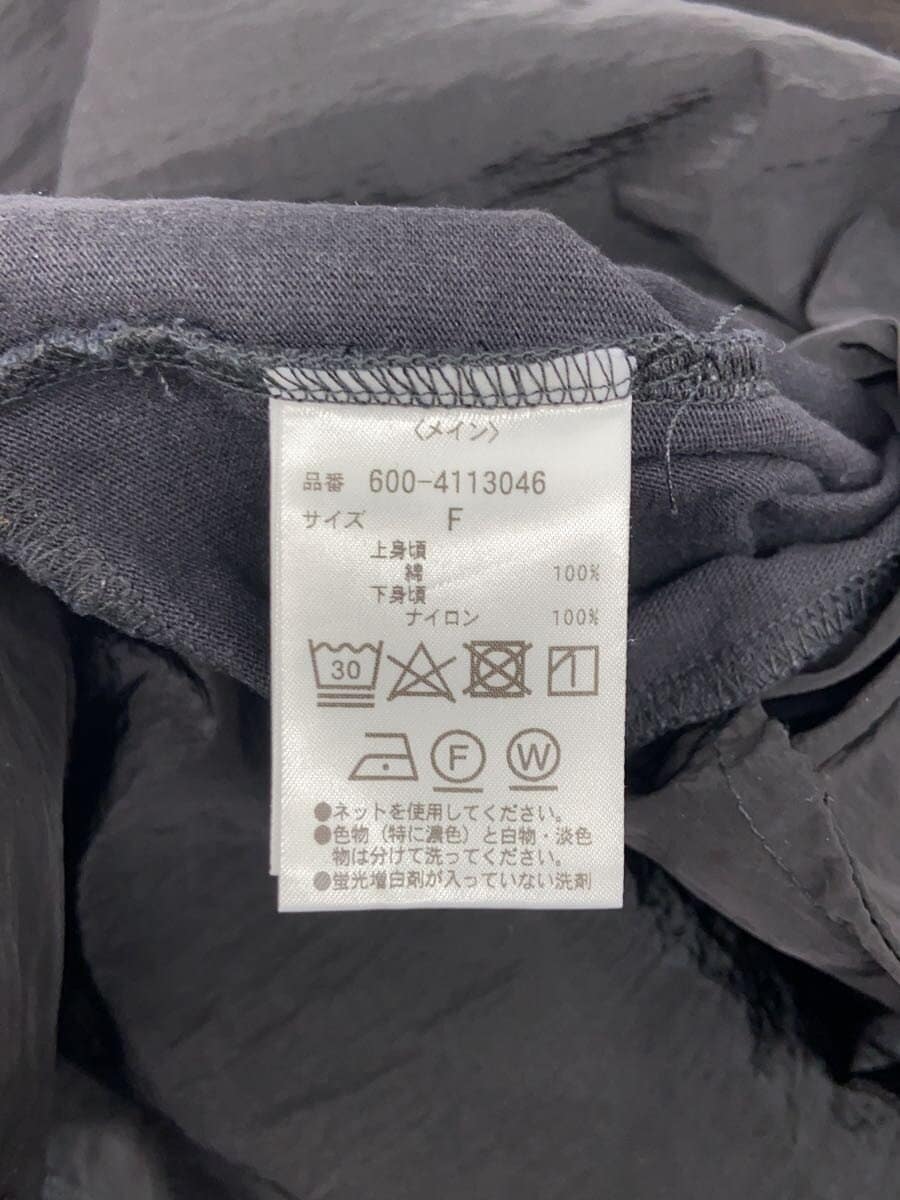 〈メイン〉
品番 600-4113046
サイズ F
上身頃
綿 100%
下身頃
ナイロン 100%
30
F W
●ネットを使用してください。
●色物（特に濃色）と白物・淡色
物は分けて洗ってください。
●蛍光増白剤が入っていない洗剤